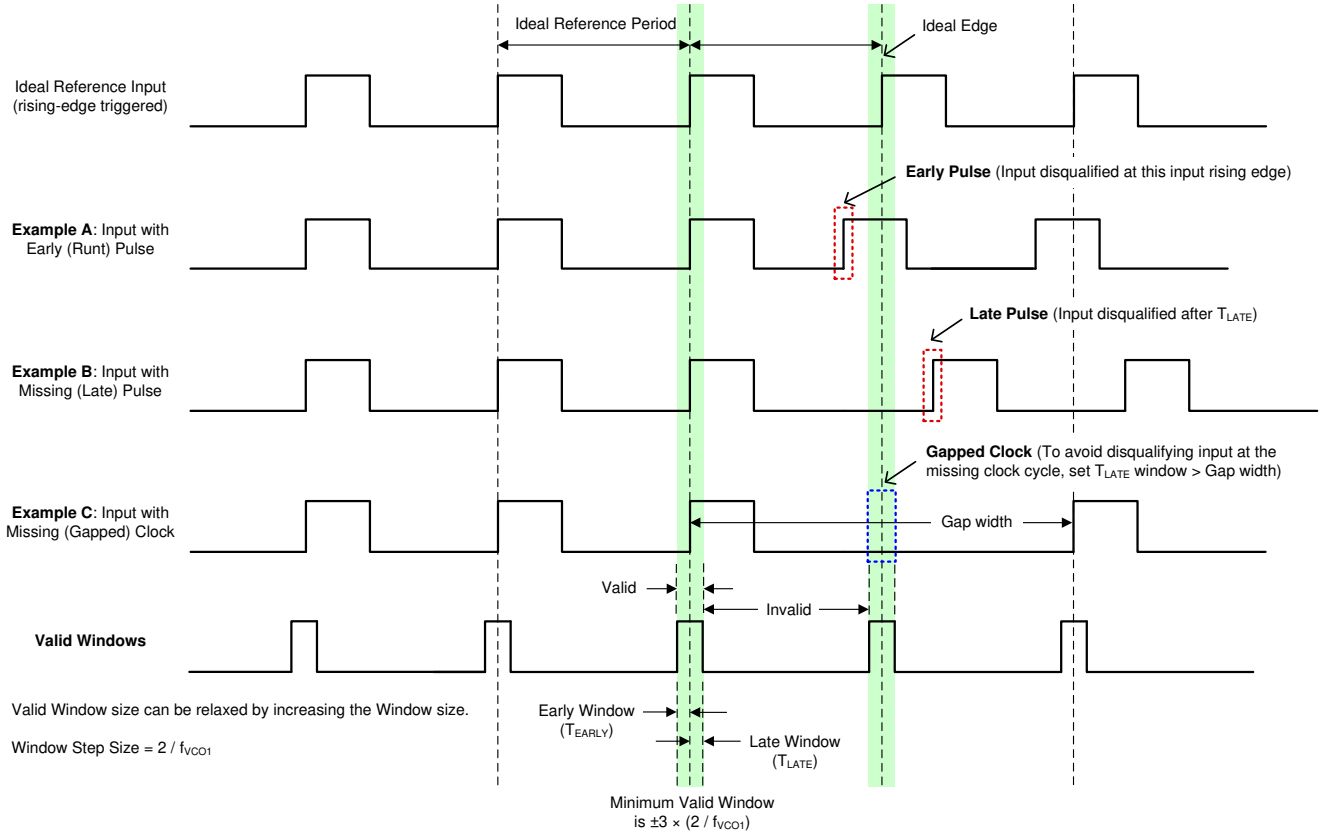 Ideal Reference Period
Ideal Edge
Ideal Reference Input
(rising-edge triggered)
Early Pulse (Input disqualified at this input rising edge)
Example A: Input with
Early (Runt) Pulse
Late Pulse (Input disqualified after TLATE)
Example B: Input with
Missing (Late) Pulse
Gapped Clock (To avoid disqualifying input at the
missing clock cycle, set TLATE window > Gap width)
Example C: Input with
Missing (Gapped) Clock
Gap width
Valid
Invalid
Valid Windows
Valid Window size can be relaxed by increasing the Window size.
Window Step Size = 2 / fVCO1
Early Window
(TEARLY)
Late Window
(TLATE)
Minimum Valid Window
is ±3 × (2 / fVCO1)